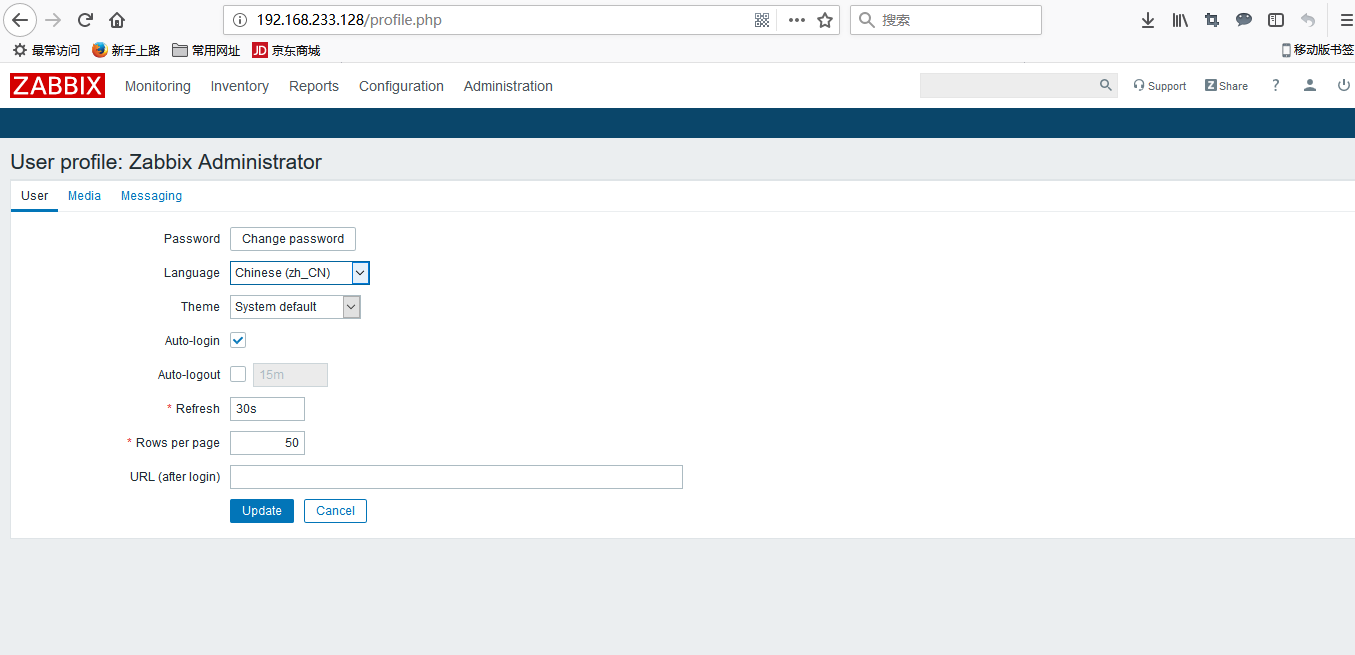 192.168.233.128/profile.php
搜索
最常访问 新手上路 常用网址 JD 京东商城 移动版书签
ZABBIX Monitoring Inventory Reports Configuration Administration Support Z Share ?
User profile: Zabbix Administrator
User Media Messaging
Password Change password
Language Chinese (zh_CN)
Theme System default
Auto-login
Auto-logout 15m
* Refresh 30s
* Rows per page 50
URL (after login)
Update Cancel